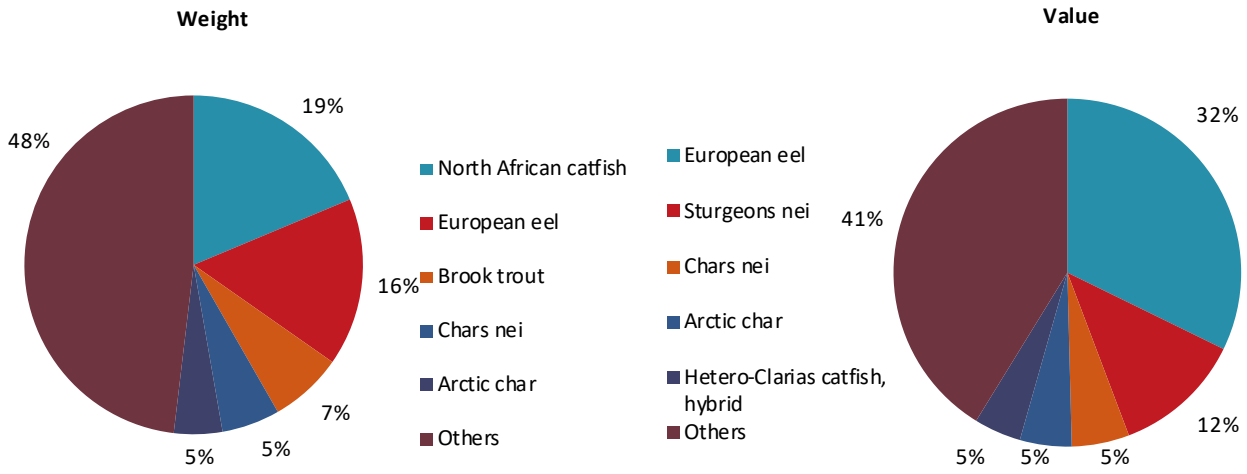 Weight
19%
48%
16%
7%
5%
5%
North African catfish
European eel
Brook trout
Chars nei
Arctic char
Others
Value
32%
41%
12%
5%
5%
5%
European eel
Sturgeons nei
Chars nei
Arctic char
Hetero-Clarias catfish,
hybrid
Others